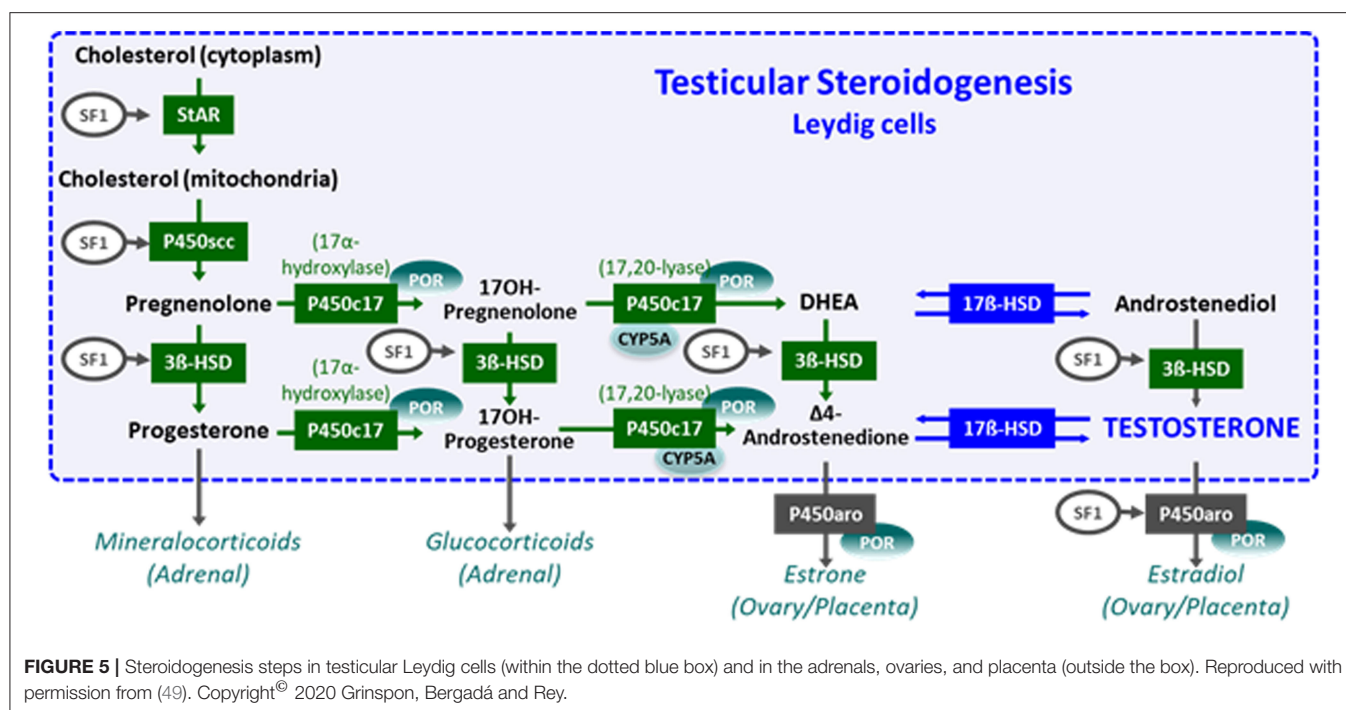 Cholesterol (cytoplasm)
Testicular Steroidogenesis
Leydig cells
SF1
StAR
Cholesterol (mitochondria)
SF1
P450scc
(17α-
hydroxylase)
POR
(17,20-lyase)
POR
Pregnenolone
P450c17
17OH-
Pregnenolone
P450c17
CYP5A
DHEA
17ß-HSD
Androstenediol
SF1
3ß-HSD
SF1
3ß-HSD
SF1
3ß-HSD
SF1
3ß-HSD
(17α-
hydroxylase)
POR
(17,20-lyase)
POR
Progesterone
P450c17
17OH-
Progesterone
P450c17
CYP5A
Δ4-
Androstenedione
17ß-HSD
TESTOSTERONE
P450aro
POR
SF1
P450aro
POR
Mineralocorticoids
(Adrenal)
Glucocorticoids
(Adrenal)
Estrone
(Ovary/Placenta)
Estradiol
(Ovary/Placenta)
FIGURE 5 | Steroidogenesis steps in testicular Leydig cells (within the dotted blue box) and in the adrenals, ovaries, and placenta (outside the box). Reproduced with
permission from (49). Copyright© 2020 Grinspon, Bergadá and Rey.